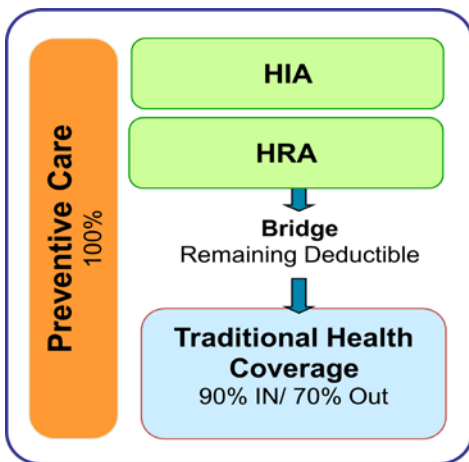 Preventive Care
100%
HIA
HRA
Bridge
Remaining Deductible
Traditional Health
Coverage
90% IN/ 70% Out